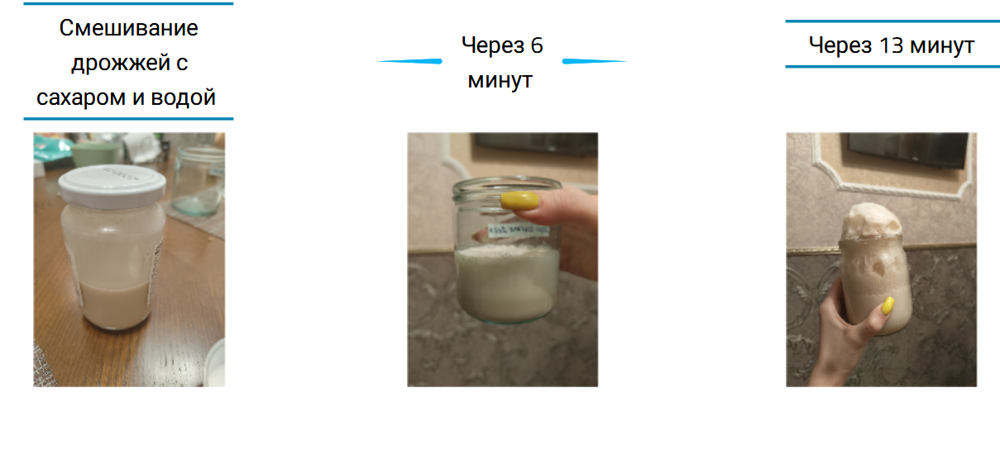 Смешивание
дрожжей с
сахаром и водой
Через 6
минут
Через 13 минут